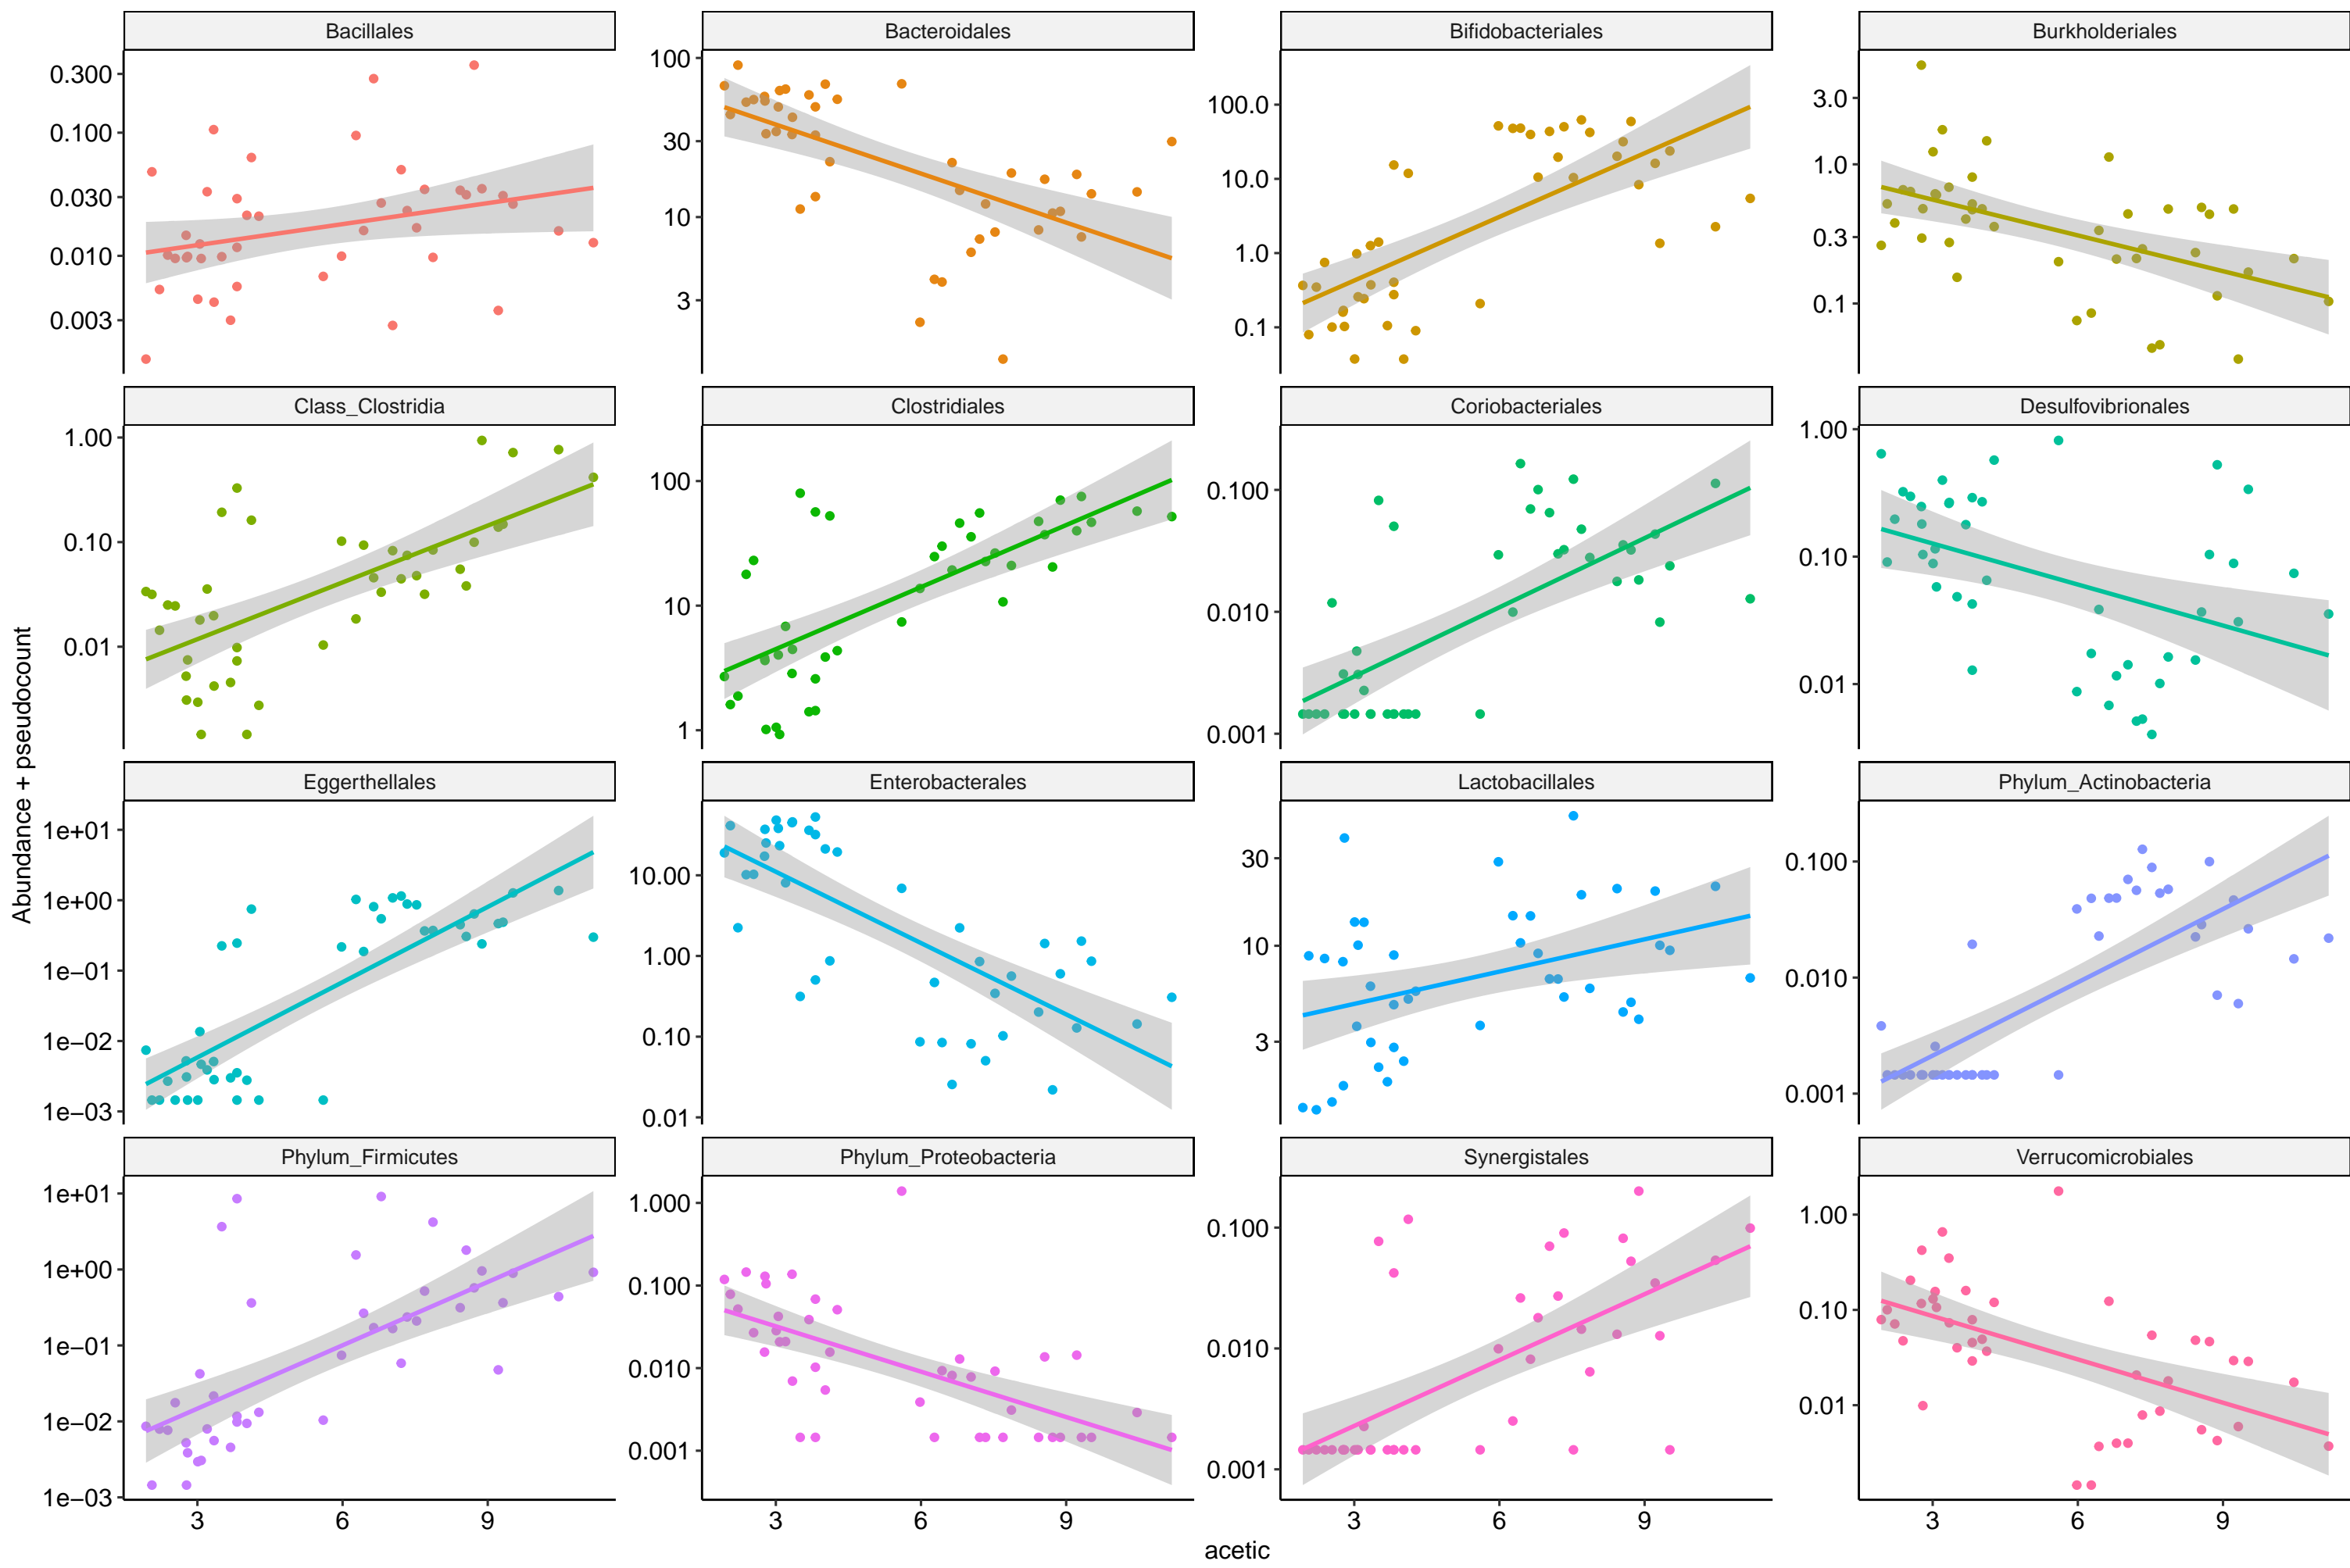 Bacillales Bacteroidales Bifidobacteriales Burkholderiales
0.300 0.100 0.030 0.010 0.003
100 30 10 3
100.0 10.0 1.0 0.1
3.0 1.0 0.3 0.1
Class_Clostridia Clostridiales Coriobacteriales Desulfovibrionales
1.00 0.10 0.01
100 10 1
0.100 0.010 0.001
1.00 0.10 0.01
Abundance + pseudocount
Eggerthellales Enterobacterales Lactobacillales Phylum_Actinobacteria
1e+01 1e+00 1e−01 1e−02 1e−03
10.00 1.00 0.10 0.01
30 10 3
0.100 0.010 0.001
Phylum_Firmicutes Phylum_Proteobacteria Synergistales Verrucomicrobiales
1e+01 1e+00 1e−01 1e−02 1e−03
1.000 0.100 0.010 0.001
0.100 0.010 0.001
1.00 0.10 0.01
3 6 9 3 6 9 3 6 9 3 6 9
acetic